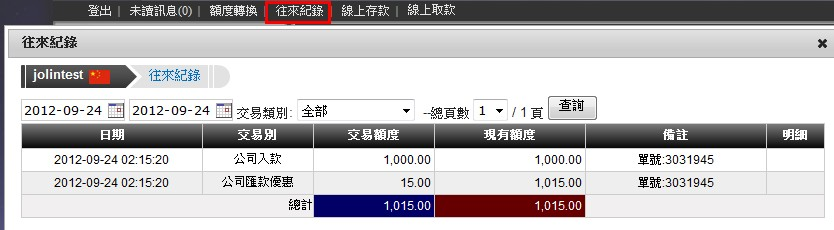 登出 | 未讀訊息(0) | 額度轉換 | 往來紀錄 | 線上存款 | 線上取款
往來紀錄 ×
jolintest 往來紀錄
2012-09-24 2012-09-24 交易類別: 全部 --總頁數 1 / 1 頁 查詢
日期 交易別 交易額度 現有額度 備註 明細
2012-09-24 02:15:20 公司入款 1,000.00 1,000.00 單號:3031945
2012-09-24 02:15:20 公司匯款優惠 15.00 1,015.00 單號:3031945
總計 1,015.00 1,015.00